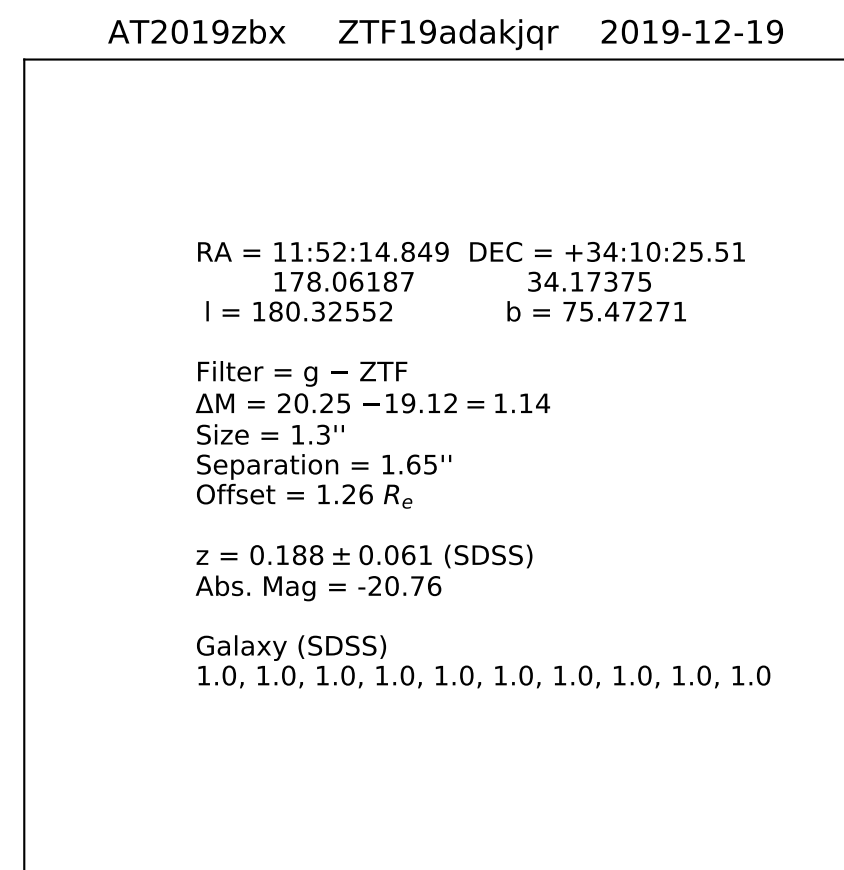 AT2019zbx ZTF19adakjqr 2019-12-19
RA = 11:52:14.849 DEC = +34:10:25.51
178.06187 34.17375
l = 180.32552 b = 75.47271
Filter = g − ZTF
ΔM = 20.25 −19.12 = 1.14
Size = 1.3''
Separation = 1.65''
Offset = 1.26 Re
z = 0.188 ± 0.061 (SDSS)
Abs. Mag = -20.76
Galaxy (SDSS)
1.0, 1.0, 1.0, 1.0, 1.0, 1.0, 1.0, 1.0, 1.0, 1.0